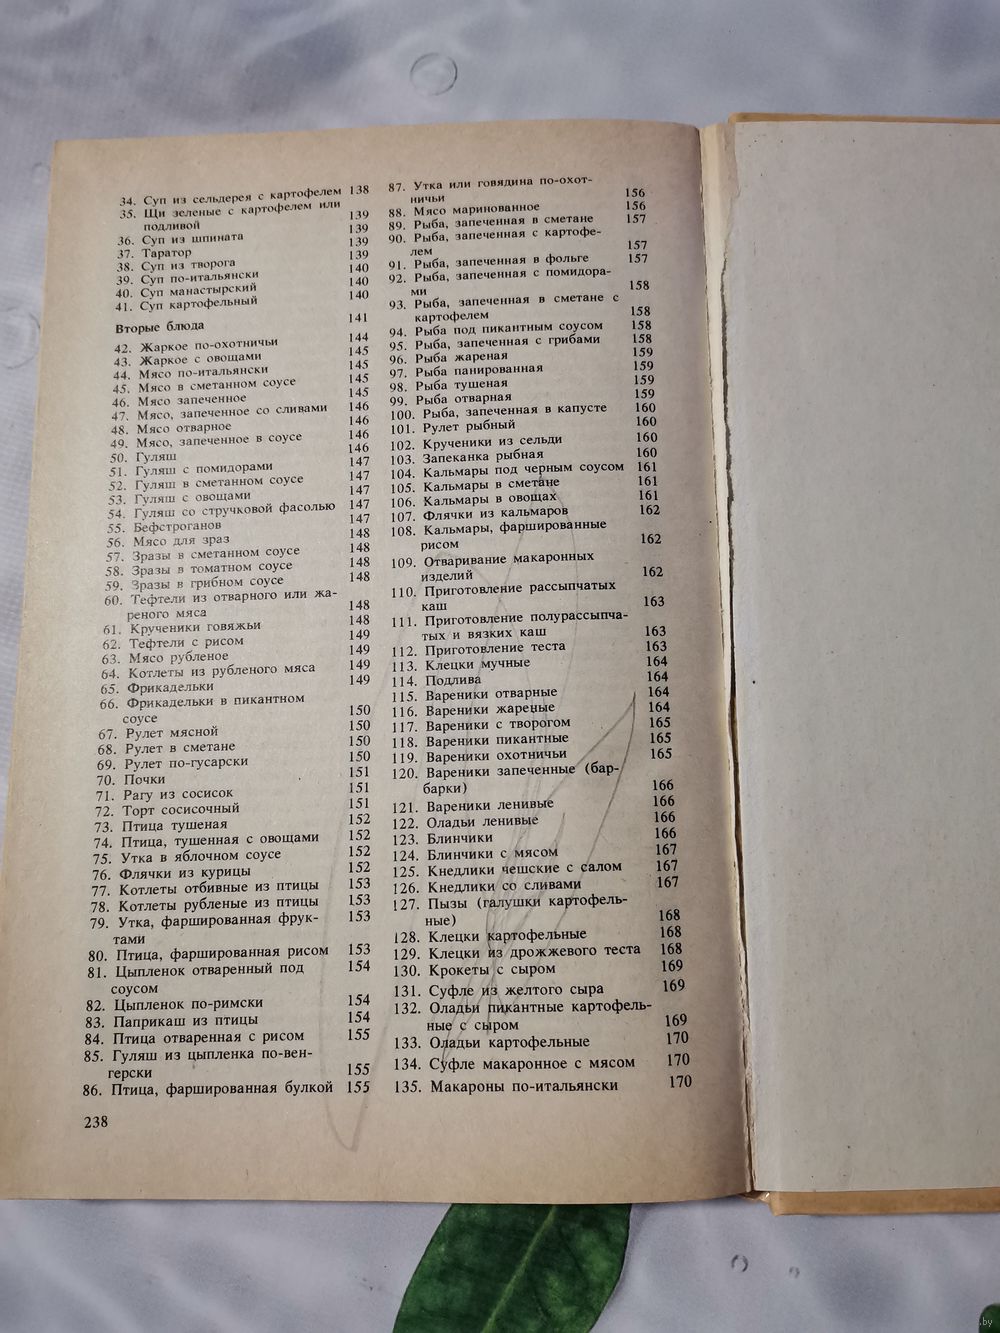 34. Суп из сельдерея с картофелем 138
35. Щи зеленые с картофелем или
подливой 139
36. Суп из шпината 139
37. Таратор 139
38. Суп из творога 139
39. Суп по-итальянски 140
40. Суп манастырский 140
41. Суп картофельный 140
Вторые блюда 141
42. Жаркое по-охотничьи 144
43. Жаркое с овощами 145
44. Мясо по-итальянски 145
45. Мясо в сметанном соусе 145
46. Мясо запеченное 145
47. Мясо, запеченное со сливами 146
48. Мясо отварное 146
49. Мясо, запеченное в соусе 146
50. Гуляш 146
51. Гуляш с помидорами 147
52. Гуляш в сметанном соусе 147
53. Гуляш с овощами 147
54. Гуляш со стручковой фасолью 147
55. Бефстроганов 147
56. Мясо для зраз 148
57. Зразы в сметанном соусе 148
58. Зразы в томатном соусе 148
59. Зразы в грибном соусе 148
60. Тефтели из отварного или жа-
реного мяса 148
61. Крученики говяжьи 148
62. Тефтели с рисом 149
63. Мясо рубленое 149
64. Котлеты из рубленого мяса 149
65. Фрикадельки 149
66. Фрикадельки в пикантном
соусе 150
67. Рулет мясной 150
68. Рулет в сметане 150
69. Рулет по-гусарски 150
70. Почки 151
71. Рагу из сосисок 151
72. Торт сосисочный 151
73. Птица тушеная 152
74. Птица, тушенная с овощами 152
75. Утка в яблочном соусе 152
76. Флячки из курицы 152
77. Котлеты отбивные из птицы 153
78. Котлеты рубленые из птицы 153
79. Утка, фаршированная фрук-
тами 153
80. Птица, фаршированная рисом 153
81. Цыпленок отваренный под
соусом 154
82. Цыпленок по-римски 154
83. Паприкаш из птицы 154
84. Птица отваренная с рисом 155
85. Гуляш из цыпленка по-вен-
герски 155
86. Птица, фаршированная булкой 155
238
87. Утка или говядина по-охот-
ничьи 156
88. Мясо маринованное 156
89. Рыба, запеченная в сметане 157
90. Рыба, запеченная с картофе-
лем 157
91. Рыба, запеченная в фольге 157
92. Рыба, запеченная с помидора-
ми 158
93. Рыба, запеченная в сметане с
картофелем 158
94. Рыба под пикантным соусом 158
95. Рыба, запеченная с грибами 158
96. Рыба жареная 159
97. Рыба панированная 159
98. Рыба тушеная 159
99. Рыба отварная 159
100. Рыба, запеченная в капусте 160
101. Рулет рыбный 160
102. Крученики из сельди 160
103. Запеканка рыбная 160
104. Кальмары под черным соусом 161
105. Кальмары в сметане 161
106. Кальмары в овощах 161
107. Флячки из кальмаров 162
108. Кальмары, фаршированные
рисом 162
109. Отваривание макаронных
изделий 162
110. Приготовление рассыпчатых
каш 163
111. Приготовление полурассыпча-
тых и вязких каш 163
112. Приготовление теста 163
113. Клецки мучные 164
114. Подлива 164
115. Вареники отварные 164
116. Вареники жареные 164
117. Вареники с творогом 165
118. Вареники пикантные 165
119. Вареники охотничьи 165
120. Вареники запеченные (бар-
барки) 166
121. Вареники ленивые 166
122. Оладьи ленивые 166
123. Блинчики 166
124. Блинчики с мясом 167
125. Кнедлики чешские с салом 167
126. Кнедлики со сливами 167
127. Пызы (галушки картофель-
ные) 168
128. Клецки картофельные 168
129. Клецки из дрожжевого теста 168
130. Крокеты с сыром 169
131. Суфле из желтого сыра 169
132. Оладьи пикантные картофель-
ные с сыром 169
133. Оладьи картофельные 170
134. Суфле макаронное с мясом 170
135. Макароны по-итальянски 170